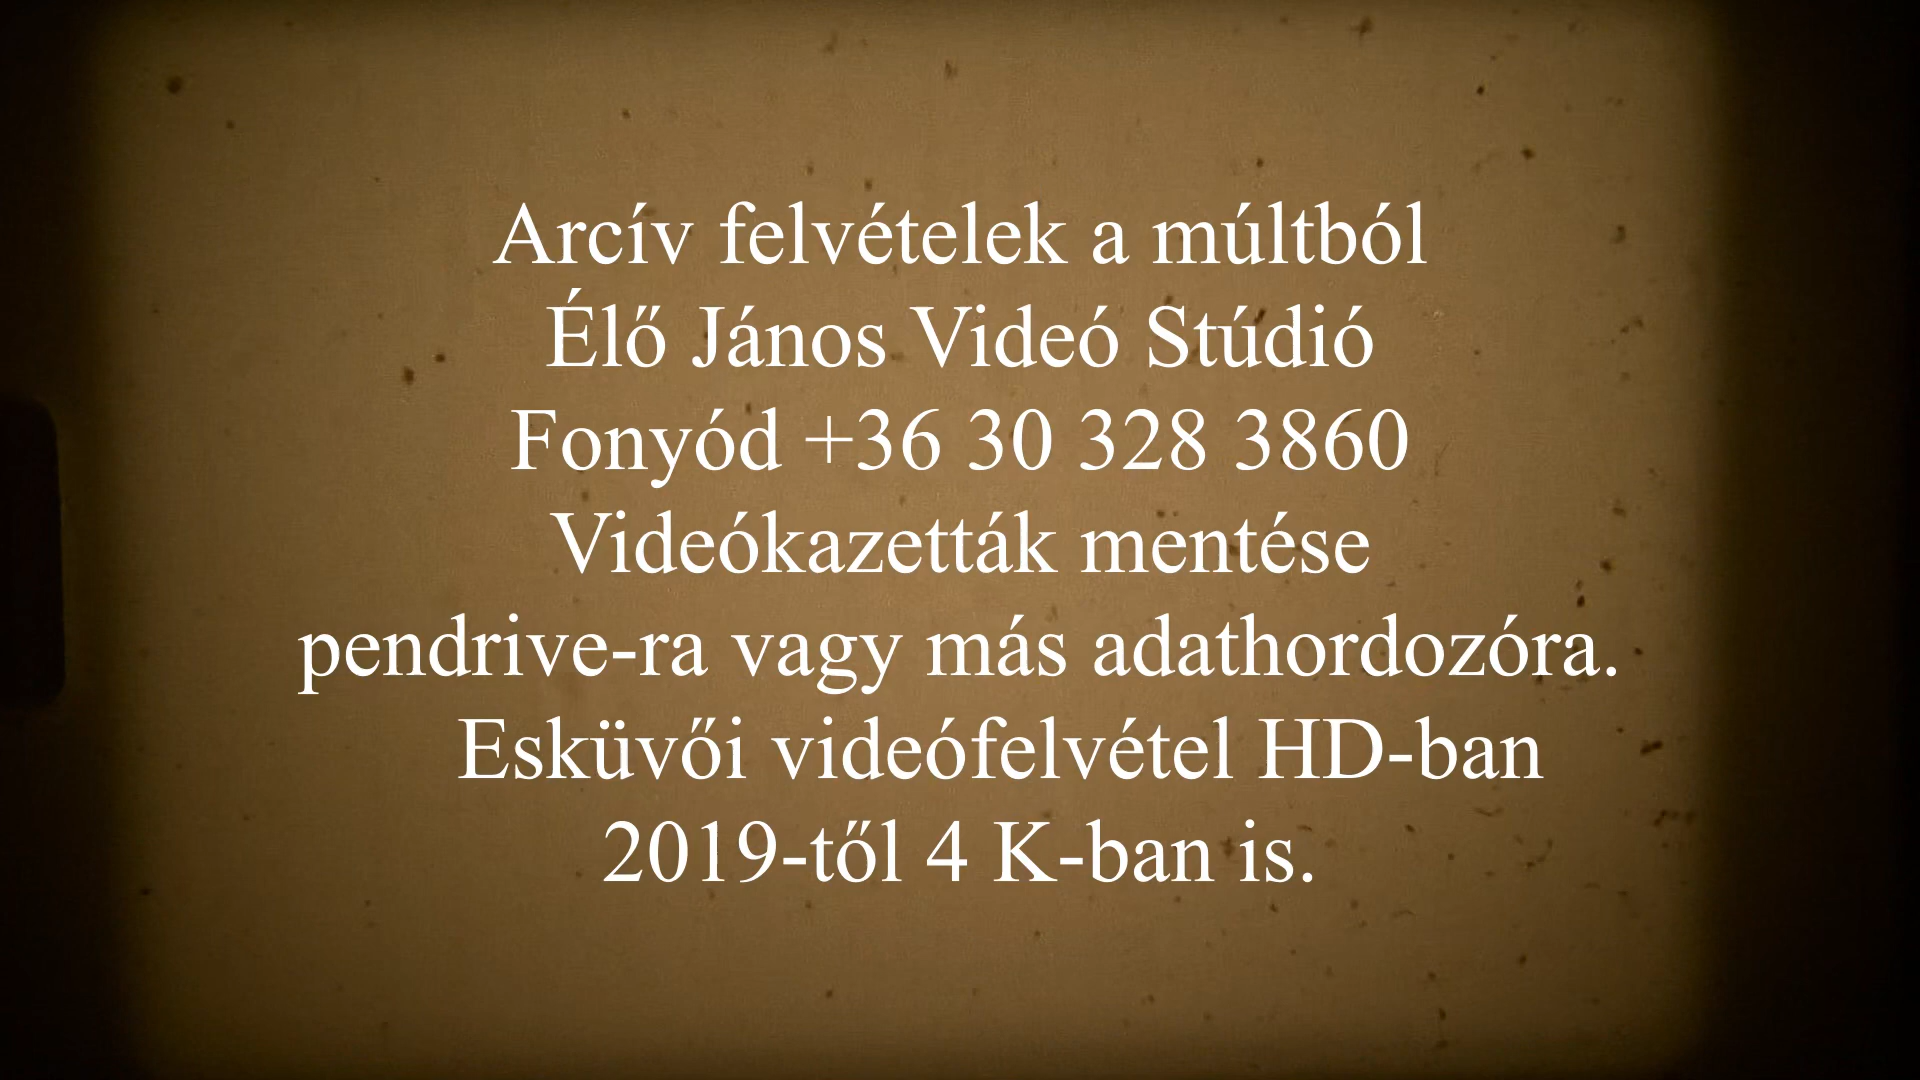 Arcív felvételek a múltból
Élő János Videó Stúdió
Fonyód +36 30 328 3860
Videókazetták mentése
pendrive-ra vagy más adathordozóra.
Esküvői videófelvétel HD-ban
2019-től 4 K-ban is.